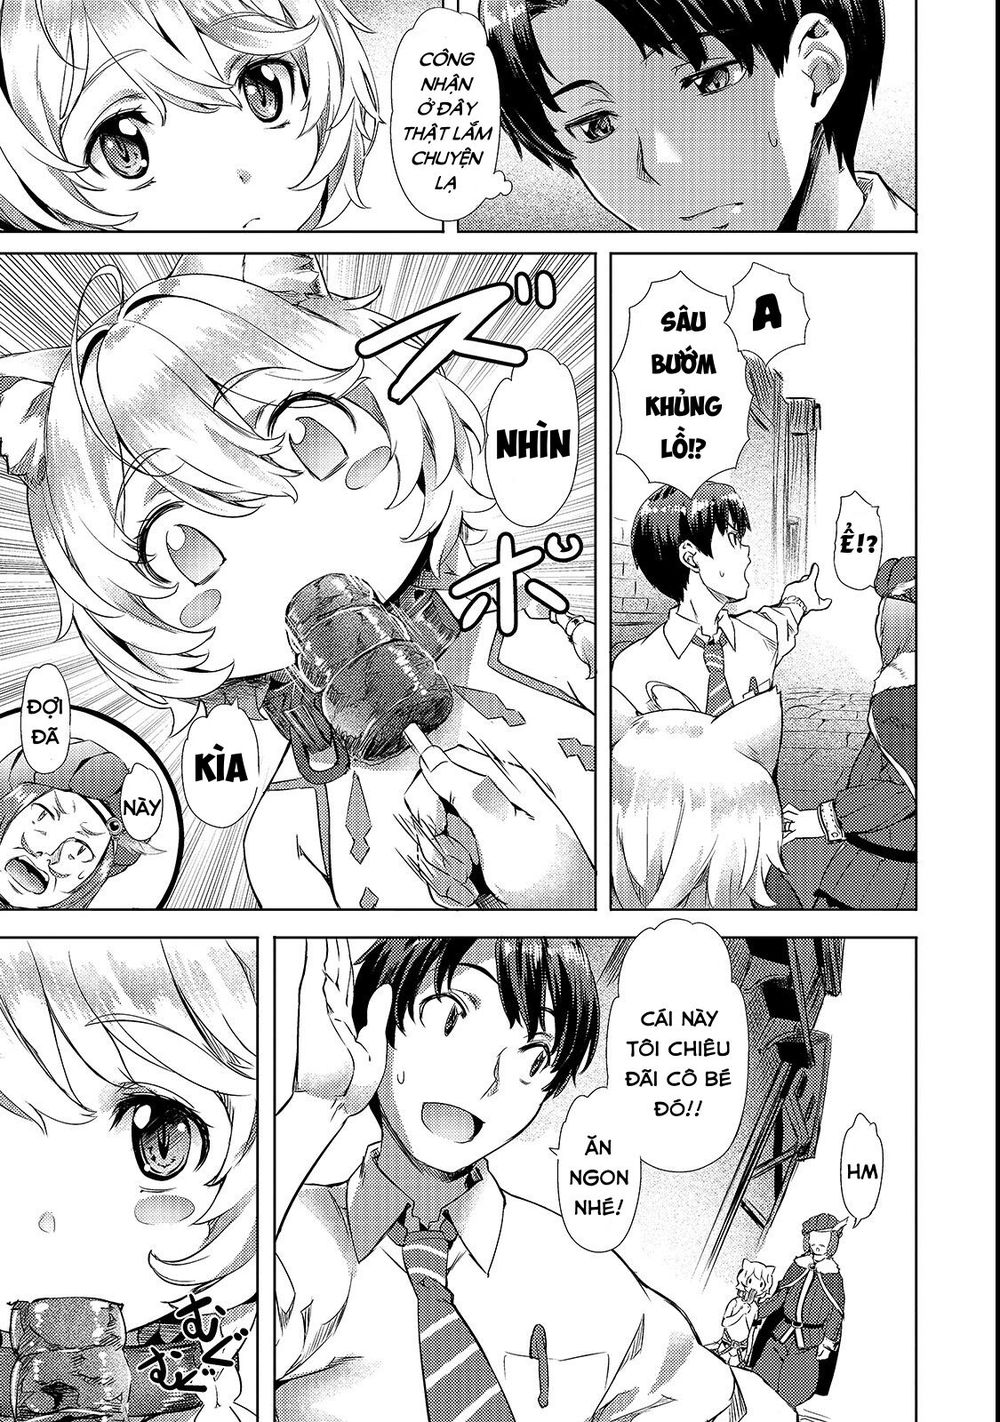 CÔNG
NHẬN
Ở ĐÂY
THẬT LẮM
CHUYỆN
LẠ
A
SÂU
BƯỚM
KHỦNG
LỒ!?
Ể!?
ズボッ
NHÌN
KÌA
ĐỢI
ĐÃ
NÀY
CÁI NÀY
TÔI CHIÊU
ĐÃI CÔ BÉ
ĐÓ!!
ĂN
NGON
NHÉ!
HM
むぐ
むぐ